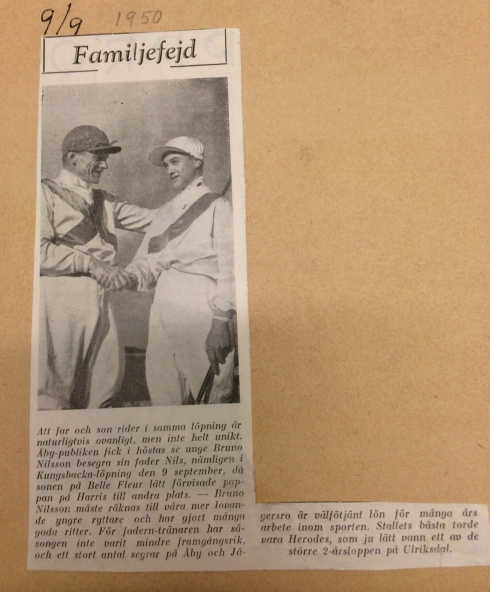 9/9 1950
Familjefejd
Att far och son rider i samma löpning är
naturligtvis ovanligt, men inte helt unikt.
Åby-publiken fick i höstas se unge Bruno
Nilsson besegra sin fader Nils, nämligen i
Kungsbacka-löpning den 9 september, då
sonen på Belle Fleur lätt förvisade pap-
pan på Harris till andra plats. — Bruno
Nilsson måste räknas till våra mer lovan-
de yngre ryttare och har gjort många
goda ritter. För fadern-tränaren har sä-
songen inte varit mindre framgångsrik,
och ett stort antal segrar på Åby och Jä-
gersro är välförtjänt lön för många års
arbete inom sporten. Stallets bästa torde
vara Herodes, som ju lätt vann ett av de
större 2-årsloppen på Ulriksdal.